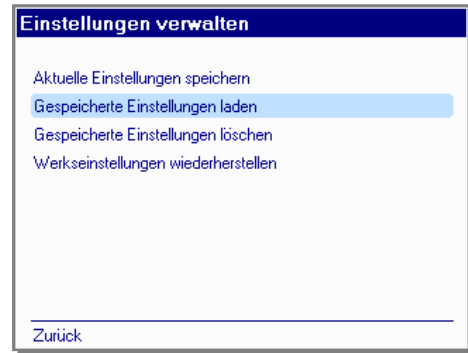 Einstellungen verwalten
Aktuelle Einstellungen speichern
Gespeicherte Einstellungen laden
Gespeicherte Einstellungen löschen
Werkseinstellungen wiederherstellen
Zurück